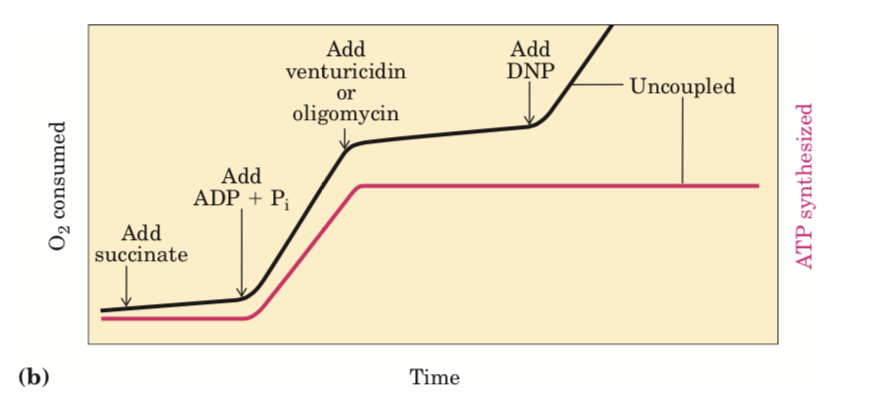 Add
venturicidin
or
oligomycin
Add
DNP
Uncoupled
Add
ADP + Pi
Add
succinate
O2 consumed
ATP synthesized
(b)
Time